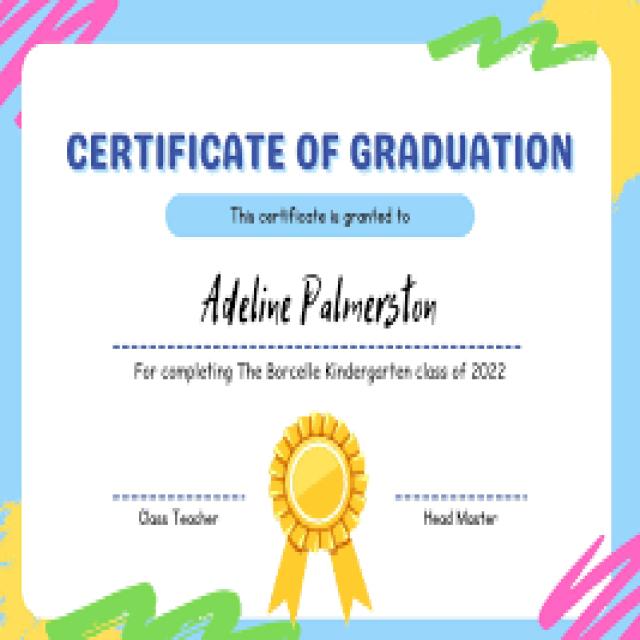 CERTIFICATE OF GRADUATION
This certificate is granted to
Adeline Palmerston
For completing The Borcelle Kindergarten class of 2022
Class Teacher
Head Master